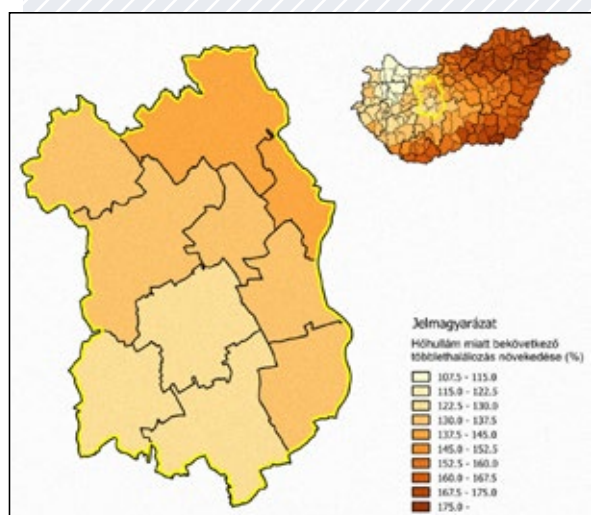 Jelmagyarázat
Hőhullám miatt bekövetkező
többlethalálozás növekedése (%)
107.5 - 115.0
115.0 - 122.5
122.5 - 130.0
130.0 - 137.5
137.5 - 145.0
145.0 - 152.5
152.5 - 160.0
160.0 - 167.5
167.5 - 175.0
175.0 -